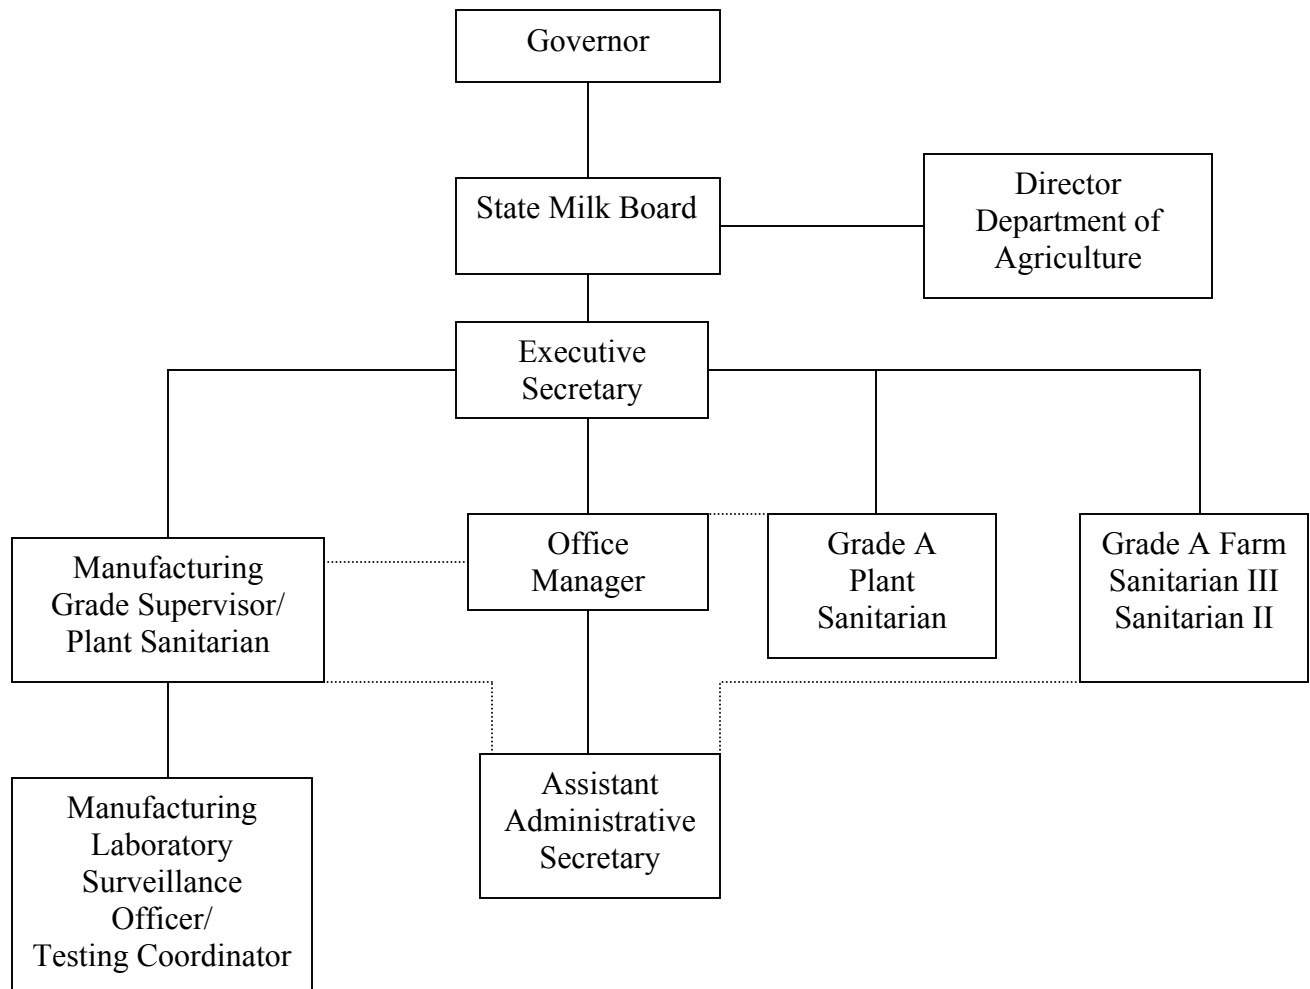 Governor
State Milk Board
Director
Department of
Agriculture
Executive
Secretary
Manufacturing
Grade Supervisor/
Plant Sanitarian
Office
Manager
Grade A
Plant
Sanitarian
Grade A Farm
Sanitarian III
Sanitarian II
Manufacturing
Laboratory
Surveillance
Officer/
Testing Coordinator
Assistant
Administrative
Secretary